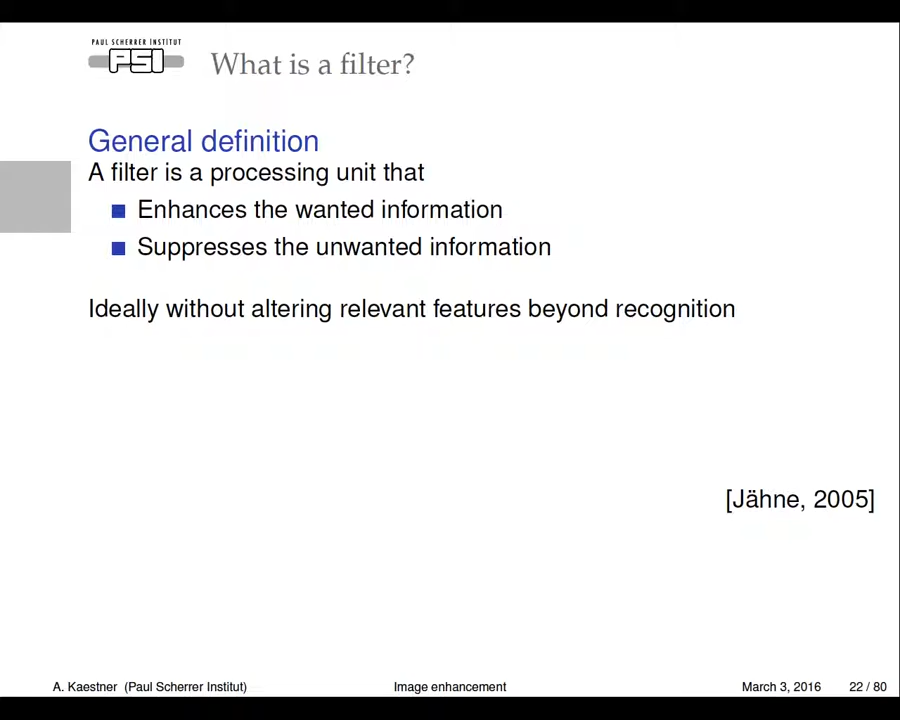 PAUL SCHERRER INSTITUT
PSI
What is a filter?
General definition
A filter is a processing unit that
Enhances the wanted information
Suppresses the unwanted information
Ideally without altering relevant features beyond recognition
[Jähne, 2005]
A. Kaestner (Paul Scherrer Institut) Image enhancement March 3, 2016 22 / 80